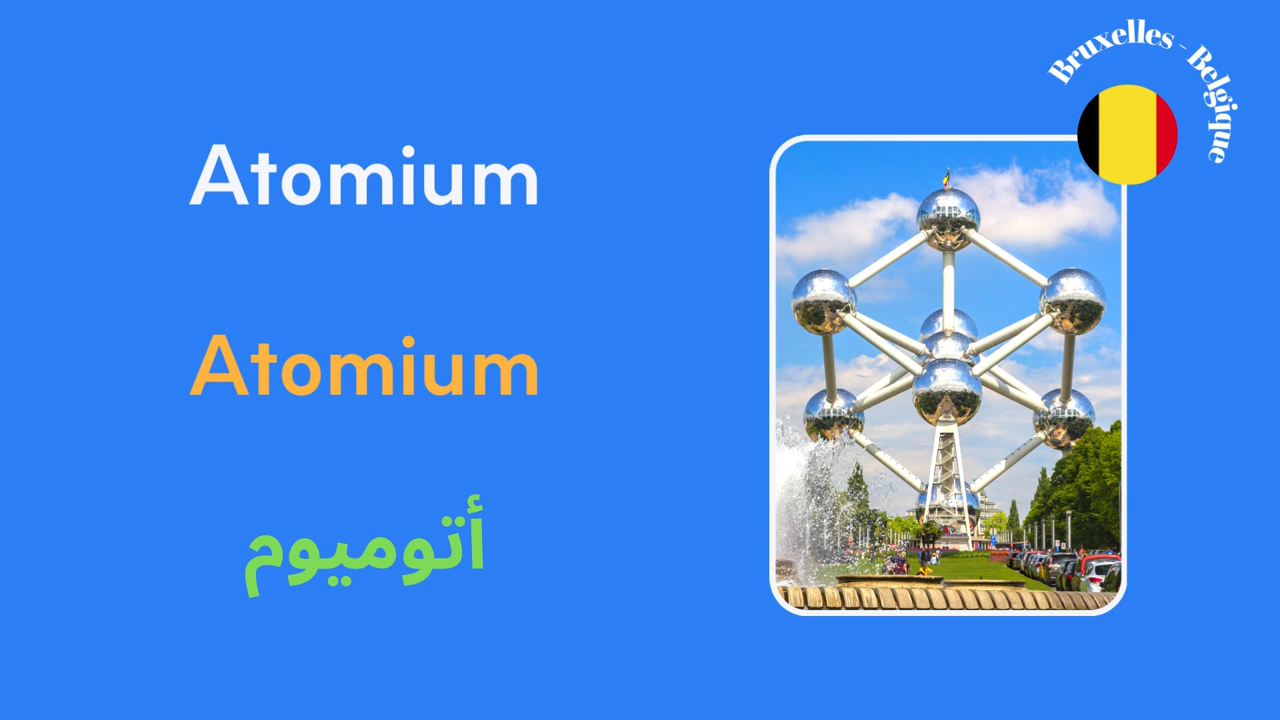 Bruxelles - Belgique
Atomium
Atomium
أتوميوم